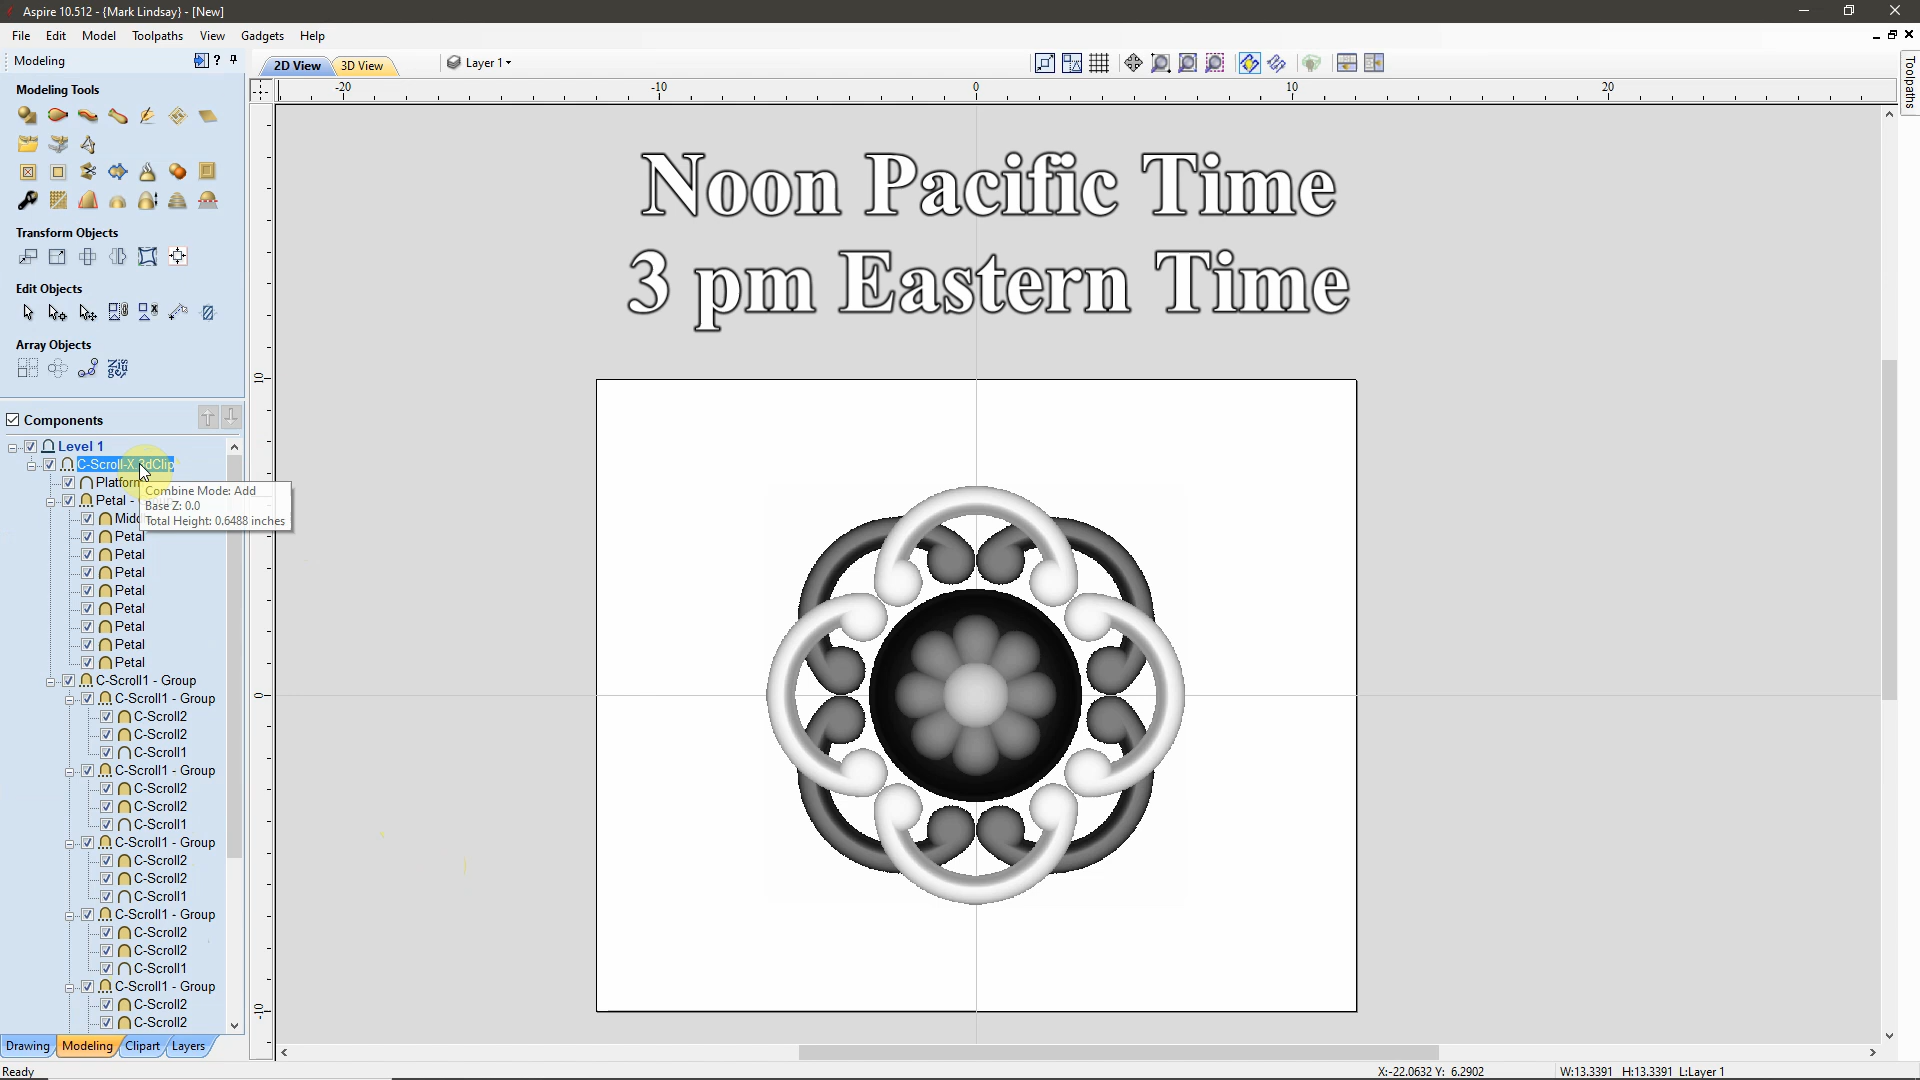 Aspire 10.512 - {Mark Lindsay} - [New]
File Edit Model Toolpaths View Gadgets Help
Modeling
2D View 3D View Layer 1
Toolpaths
Modeling Tools
-20 -10 0 10 20
Transform Objects
Edit Objects
Array Objects
Noon Pacific Time
3 pm Eastern Time
10
0
-10
Components
Level 1
C-Scroll-X.3dClip
Combine Mode: Add
Base Z: 0.0
Total Height: 0.6488 inches
Petal -
Petal
Petal
Petal
Petal
Petal
Petal
Petal
Petal
C-Scroll1 - Group
C-Scroll1 - Group
C-Scroll2
C-Scroll2
C-Scroll1
C-Scroll1 - Group
C-Scroll2
C-Scroll2
C-Scroll1
C-Scroll1 - Group
C-Scroll2
C-Scroll2
C-Scroll1
C-Scroll1 - Group
C-Scroll2
C-Scroll2
C-Scroll1
C-Scroll1 - Group
C-Scroll2
C-Scroll2
Drawing Modeling Clipart Layers
Ready
X:-22.0632 Y: 6.2902 W:13.3391 H:13.3391 L:Layer 1